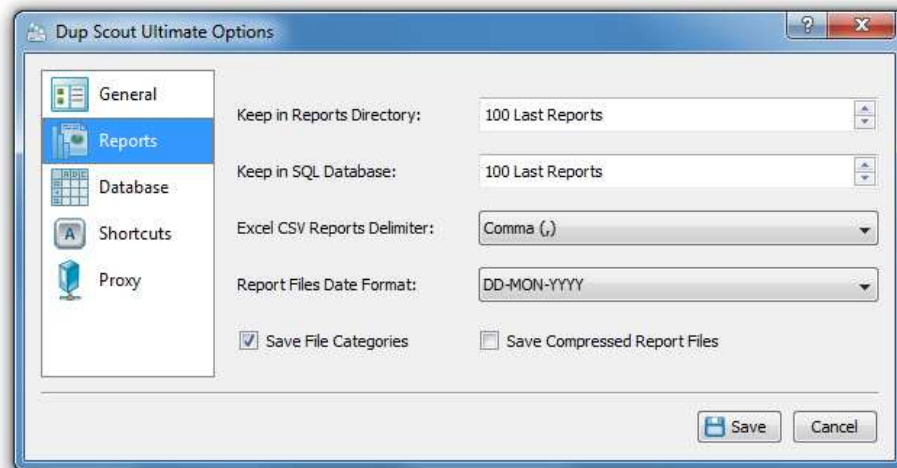 Dup Scout Ultimate Options
General
Reports
Database
Shortcuts
Proxy
Keep in Reports Directory: 100 Last Reports
Keep in SQL Database: 100 Last Reports
Excel CSV Reports Delimiter: Comma (,)
Report Files Date Format: DD-MON-YYYY
Save File Categories Save Compressed Report Files
Save Cancel